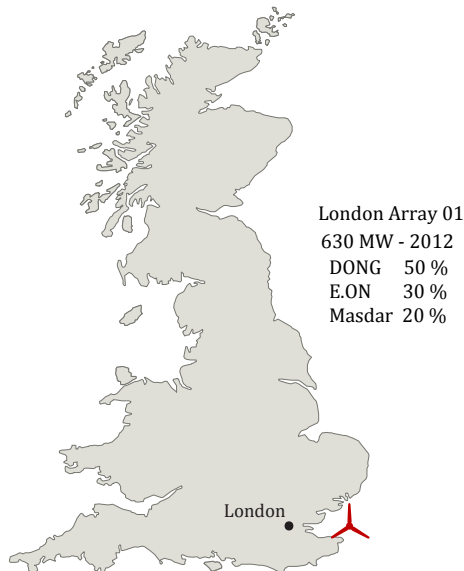 London Array 01
630 MW - 2012
DONG 50 %
E.ON 30 %
Masdar 20 %
London